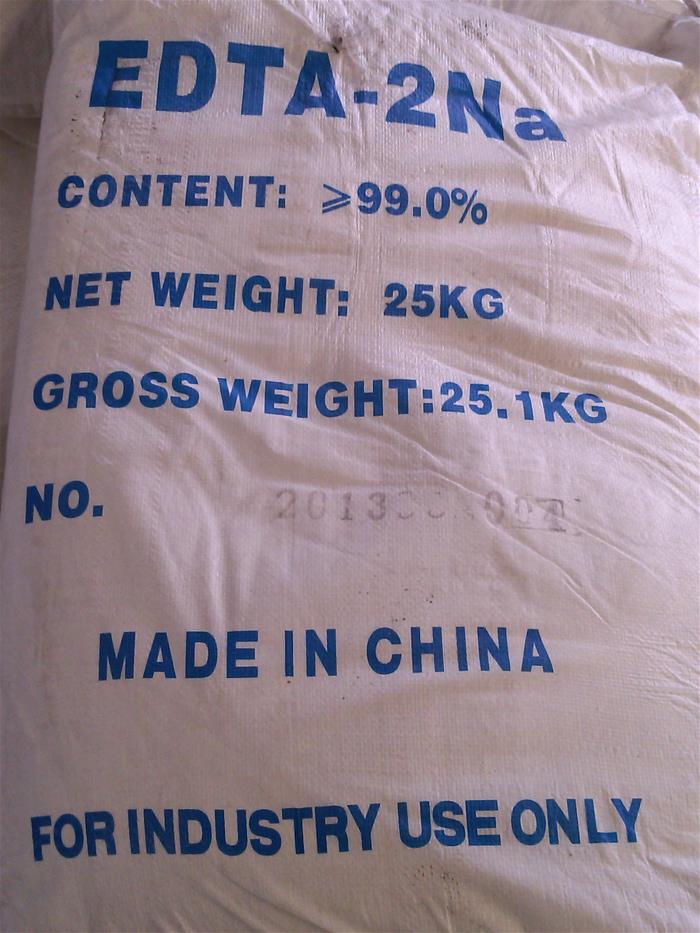 EDTA-2Na
CONTENT: ⩾99.0%
NET WEIGHT: 25KG
GROSS WEIGHT:25.1KG
NO.
MADE IN CHINA
FOR INDUSTRY USE ONLY